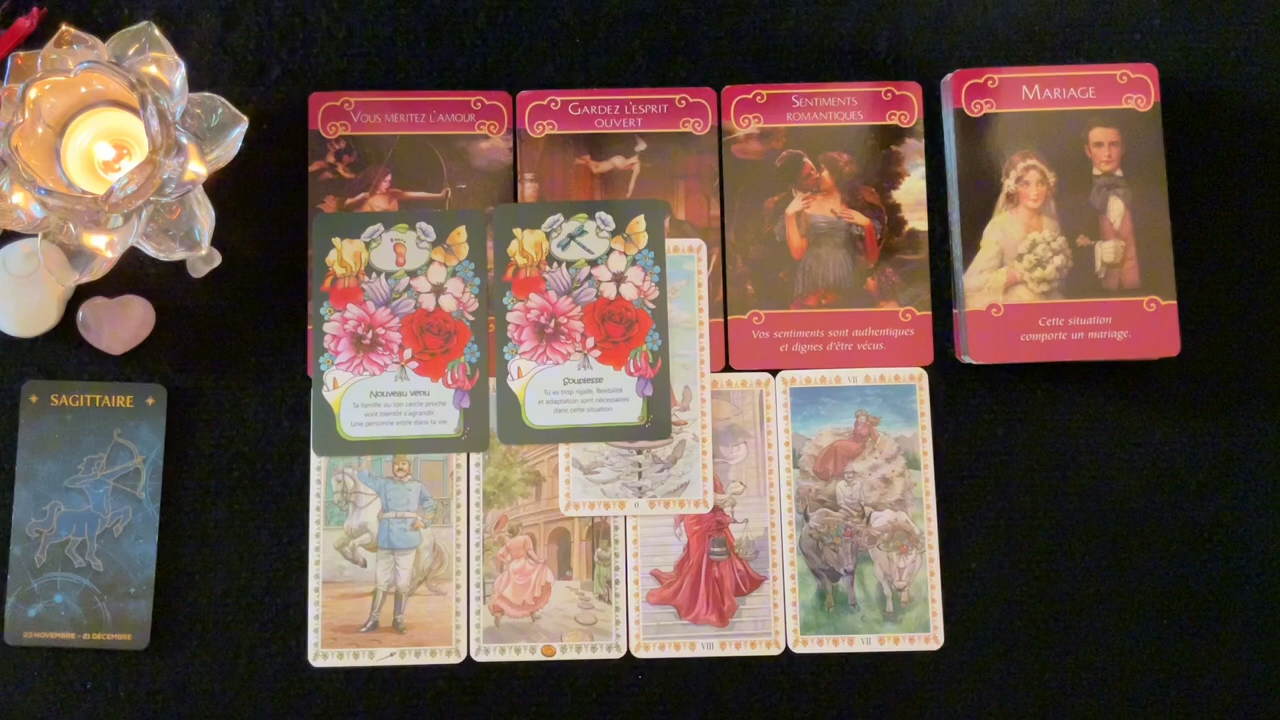 VOUS MÉRITEZ L'AMOUR
GARDEZ L'ESPRIT
OUVERT
SENTIMENTS
ROMANTIQUES
Vos sentiments sont authentiques
et dignes d'être vécus.
MARIAGE
Cette situation
comporte un mariage.
Nouveau venu
Ta famille ou ton cercle proche
vont bientôt s'agrandir.
Une personne entre dans ta vie
Souplesse
Tu es trop rigide, flexibilité
et adaptation sont nécessaires
dans cette situation.
SAGITTAIRE
23 NOVEMBRE - 21 DÉCEMBRE
0
VIII
VII
VII